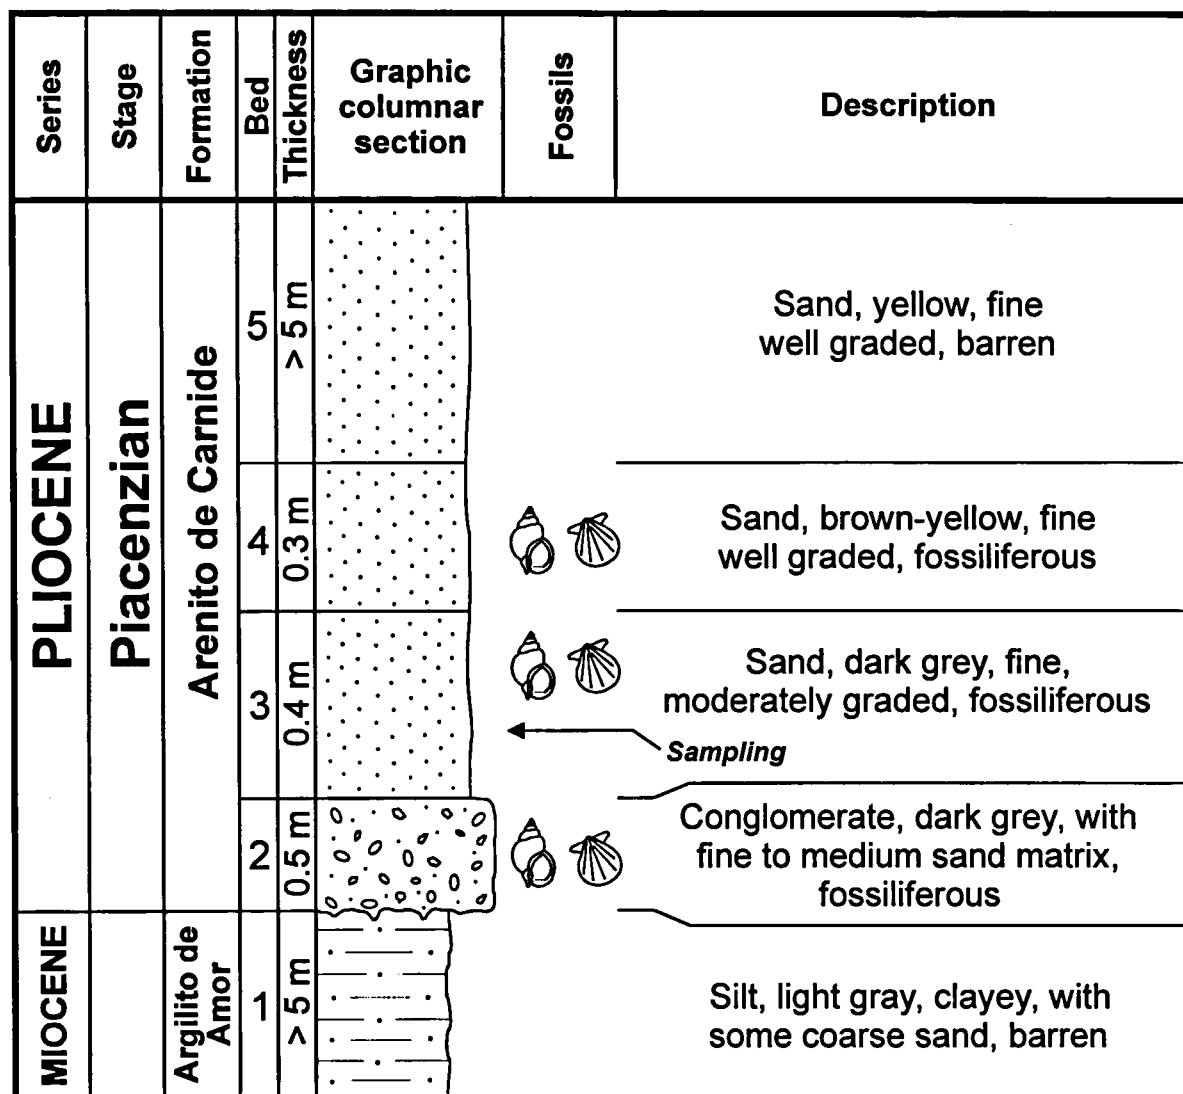 Series
Stage
Formation
Bed
Thickness
Graphic
columnar
section
Fossils
Description
PLIOCENE
Piacenzian
Arenito de Carnide
5
> 5 m
Sand, yellow, fine
well graded, barren
4
0.3 m
Sand, brown-yellow, fine
well graded, fossiliferous
3
0.4 m
Sand, dark grey, fine,
moderately graded, fossiliferous
Sampling
2
0.5 m
Conglomerate, dark grey, with
fine to medium sand matrix,
fossiliferous
MIOCENE
Argilito de
Amor
1
> 5 m
Silt, light gray, clayey, with
some coarse sand, barren